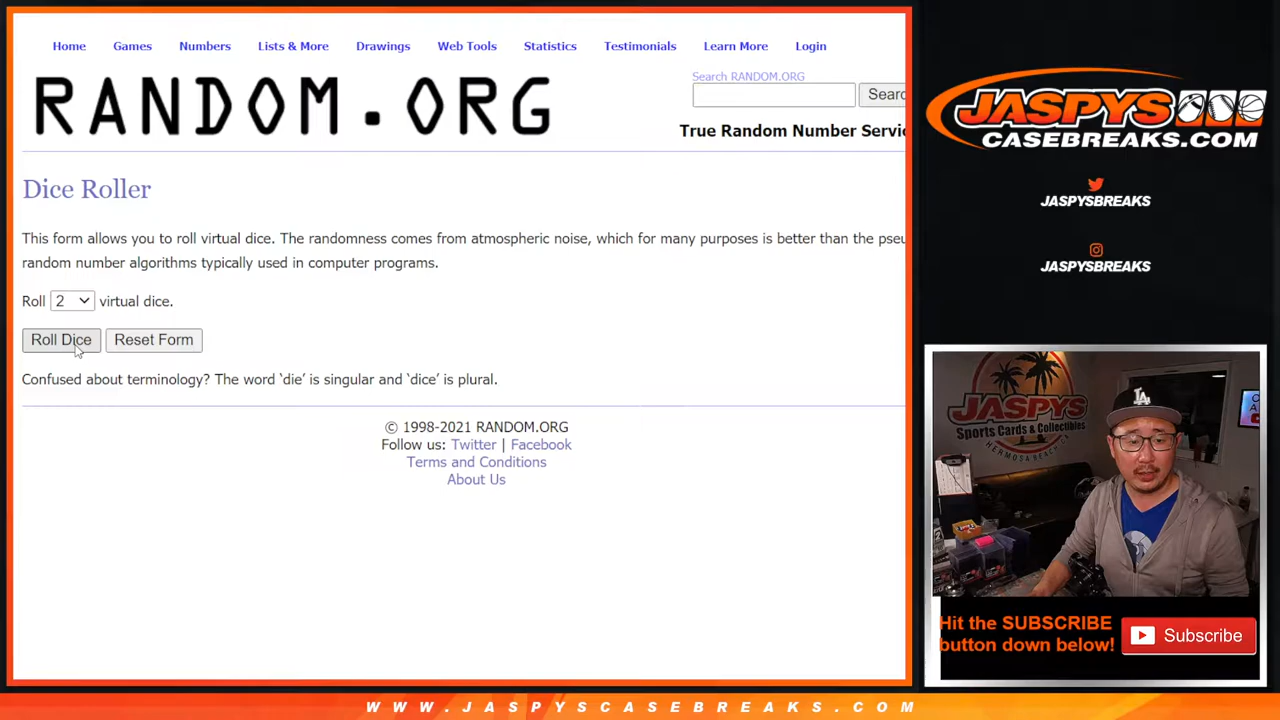 Home Games Numbers Lists & More Drawings Web Tools Statistics Testimonials Learn More Login
Search RANDOM.ORG
RANDOM.ORG
Searc
True Random Number Servic
Dice Roller
This form allows you to roll virtual dice. The randomness comes from atmospheric noise, which for many purposes is better than the pseu
random number algorithms typically used in computer programs.
Roll 2 virtual dice.
Roll Dice Reset Form
Confused about terminology? The word ‘die’ is singular and ‘dice’ is plural.
© 1998-2021 RANDOM.ORG
Follow us: Twitter | Facebook
Terms and Conditions
About Us
JASPYS
CASEBREAKS.COM
JASPYSBREAKS
JASPYSBREAKS
JASPYS
Sports Cards & Collectibles
HERMOSA BEACH
LA
Hit the SUBSCRIBE
button down below!
Subscribe
WWW.JASPYSCASEBREAKS.COM